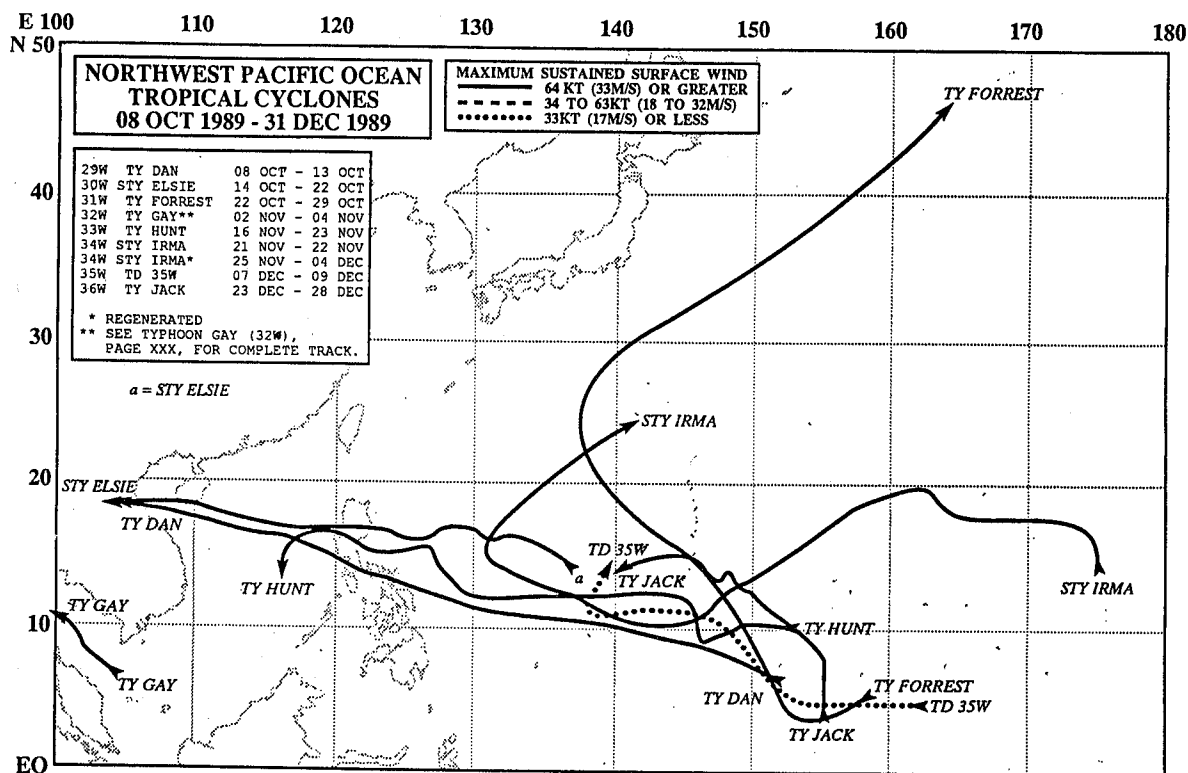 E 100 110 120 130 140 150 160 170 180
N 50
NORTHWEST PACIFIC OCEAN
TROPICAL CYCLONES
08 OCT 1989 - 31 DEC 1989
MAXIMUM SUSTAINED SURFACE WIND
64 KT (33M/S) OR GREATER
34 TO 63KT (18 TO 32M/S)
33KT (17M/S) OR LESS
TY FORREST
29W TY DAN 08 OCT - 13 OCT
30W STY ELSIE 14 OCT - 22 OCT
31W TY FORREST 22 OCT - 29 OCT
32W TY GAY** 02 NOV - 04 NOV
33W TY HUNT 16 NOV - 23 NOV
34W STY IRMA 21 NOV - 22 NOV
34W STY IRMA* 25 NOV - 04 DEC
35W TD 35W 07 DEC - 09 DEC
36W TY JACK 23 DEC - 28 DEC
* REGENERATED
** SEE TYPHOON GAY (32W),
PAGE XXX, FOR COMPLETE TRACK.
40
30
a = STY ELSIE
STY IRMA
20
STY ELSIE
TY DAN
TD 35W
TY HUNT
TY JACK
a
STY IRMA
TY GAY
10
TY HUNT
TY GAY
TY DAN
TY FORREST
TD 35W
TY JACK
EO